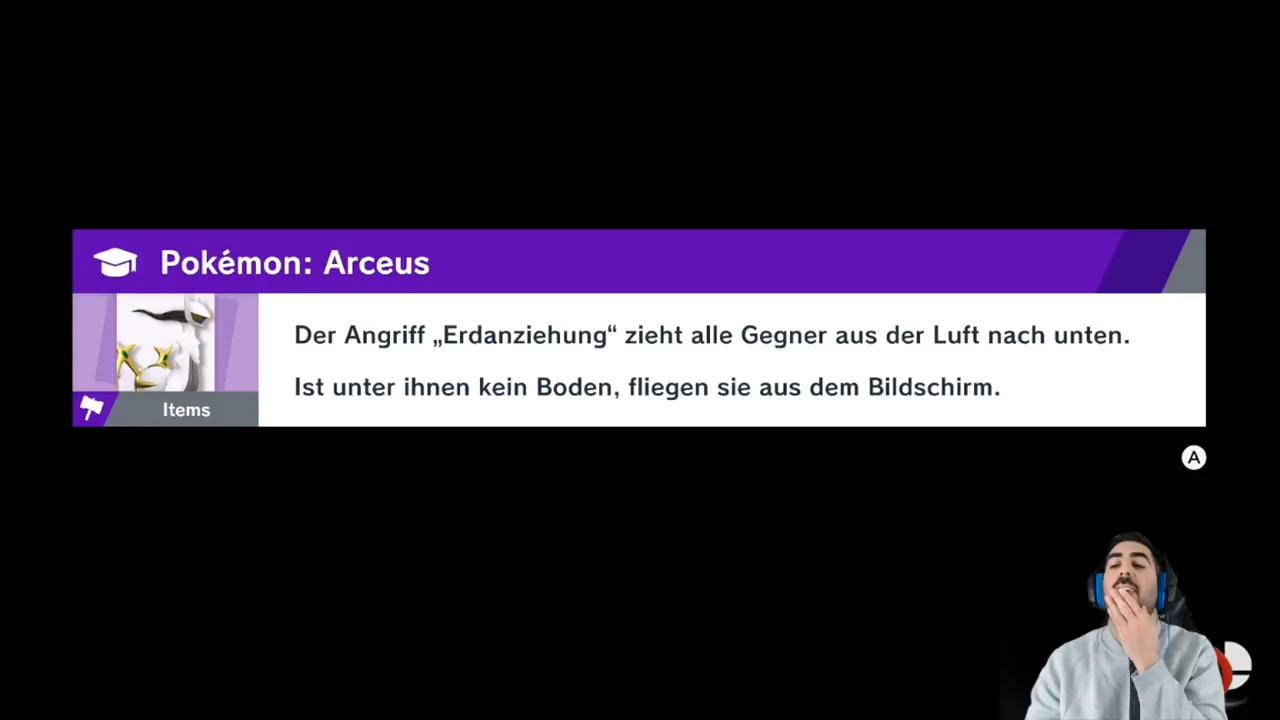 Pokémon: Arceus
Der Angriff „Erdanziehung“ zieht alle Gegner aus der Luft nach unten.
Ist unter ihnen kein Boden, fliegen sie aus dem Bildschirm.
Items
A